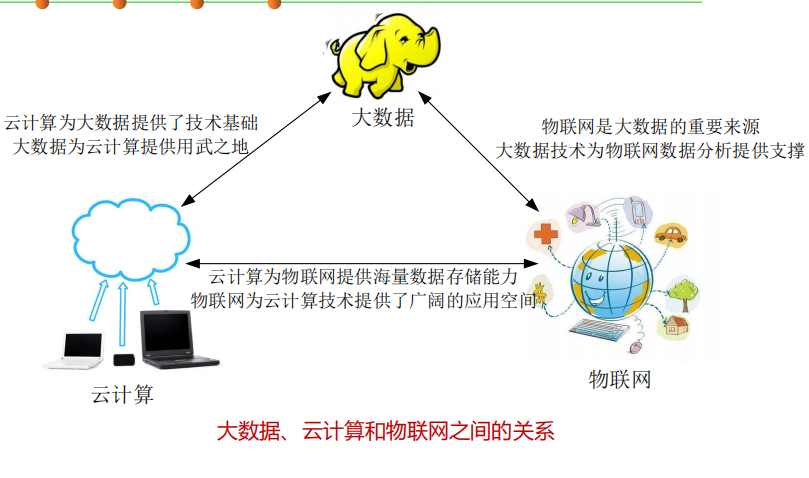 大数据
云计算为大数据提供了技术基础
大数据为云计算提供用武之地
物联网是大数据的重要来源
大数据技术为物联网数据分析提供支撑
云计算为物联网提供海量数据存储能力
物联网为云计算技术提供了广阔的应用空间
云计算
物联网
大数据、云计算和物联网之间的关系